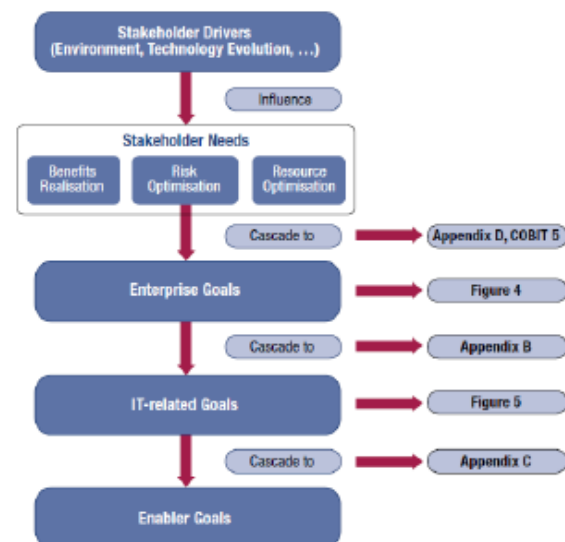 Stakeholder Drivers
(Environment, Technology Evolution, …)
Influence
Stakeholder Needs
Benefits
Realisation
Risk
Optimisation
Resource
Optimisation
Cascade to
Appendix D, COBIT 5
Enterprise Goals
Figure 4
Cascade to
Appendix B
IT-related Goals
Figure 5
Cascade to
Appendix C
Enabler Goals